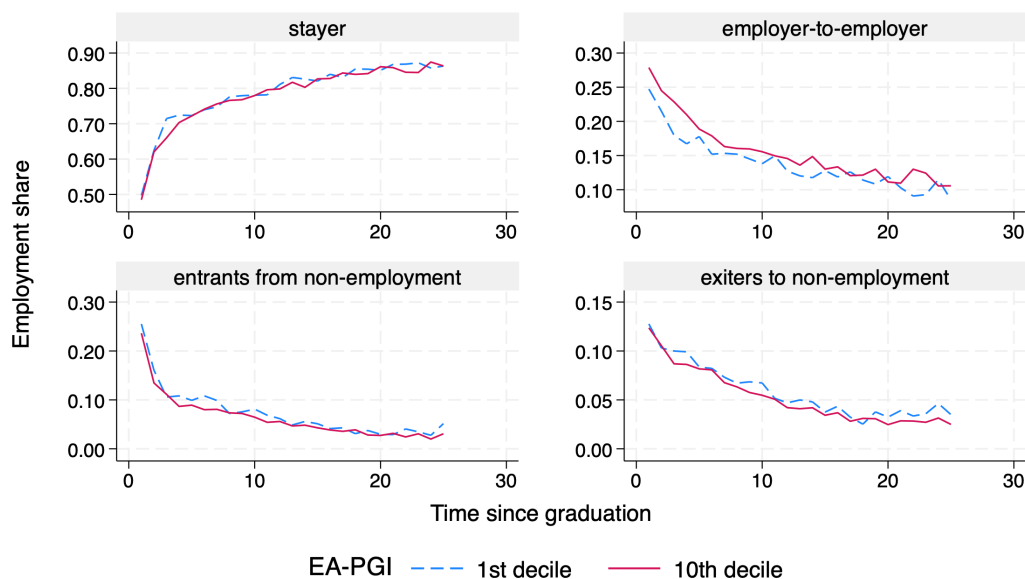 stayer
0.90
0.80
0.70
0.60
0.50
0 10 20 30
employer-to-employer
0.30
0.25
0.20
0.15
0.10
0 10 20 30
Employment share
entrants from non-employment
0.30
0.20
0.10
0.00
0 10 20 30
exiters to non-employment
0.15
0.10
0.05
0.00
0 10 20 30
Time since graduation
EA-PGI 1st decile 10th decile